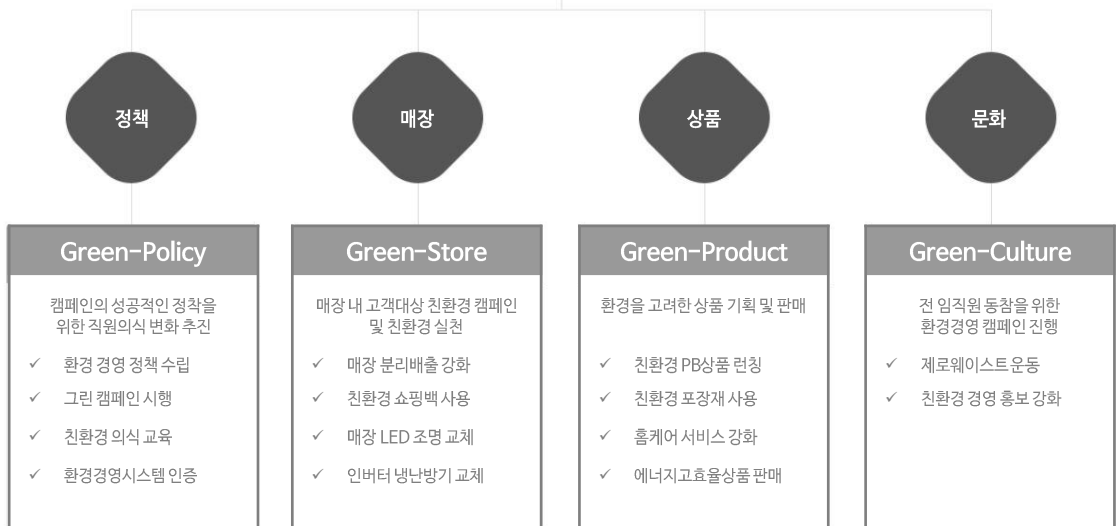 정책
매장
상품
문화
Green-Policy
캠페인의 성공적인 정착을
위한 직원의식 변화 추진
✓ 환경 경영 정책 수립
✓ 그린 캠페인 시행
✓ 친환경 의식 교육
✓ 환경경영시스템 인증
Green-Store
매장 내 고객대상 친환경 캠페인
및 친환경 실천
✓ 매장 분리배출 강화
✓ 친환경 쇼핑백 사용
✓ 매장 LED 조명 교체
✓ 인버터 냉난방기 교체
Green-Product
환경을 고려한 상품 기획 및 판매
✓ 친환경 PB상품 런칭
✓ 친환경 포장재 사용
✓ 홈케어 서비스 강화
✓ 에너지고효율상품 판매
Green-Culture
전 임직원 동참을 위한
환경경영 캠페인 진행
✓ 제로웨이스트 운동
✓ 친환경 경영 홍보 강화